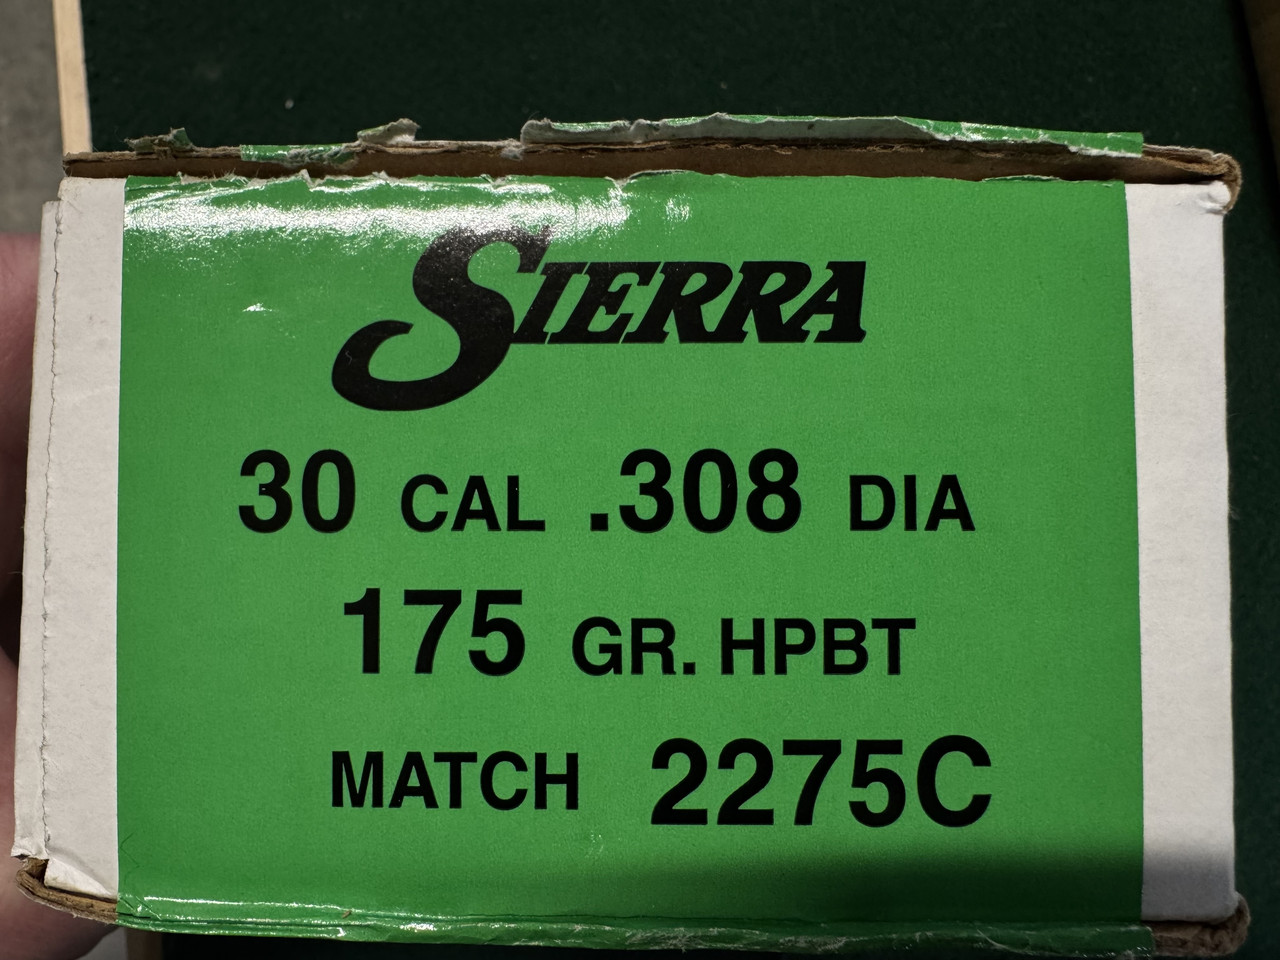 SIERRA
30 CAL .308 DIA
175 GR. HPBT
MATCH 2275C